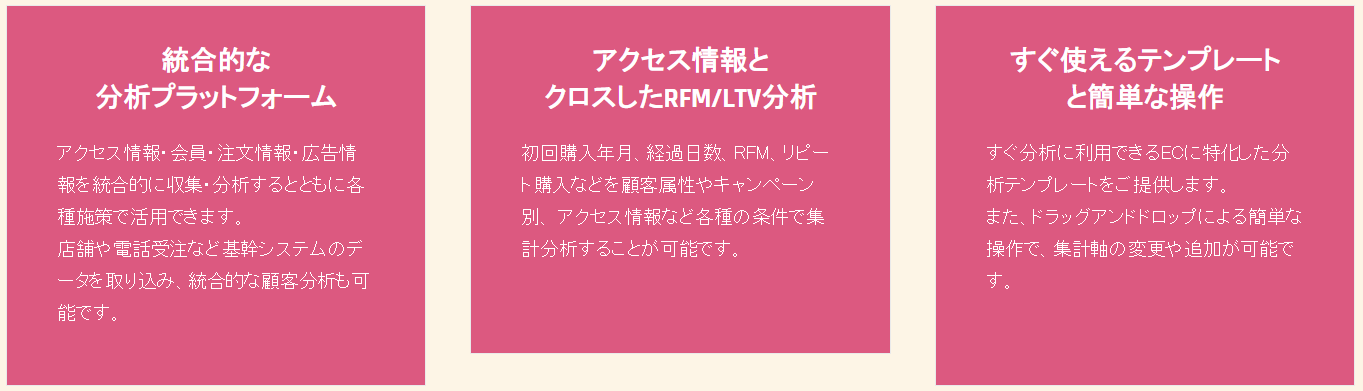 統合的な
分析プラットフォーム
アクセス情報・会員・注文情報・広告情
報を統合的に収集・分析するとともに各
種施策で活用できます。
店舗や電話受注など基幹システムのデ
ータを取り込み、統合的な顧客分析も可
能です。
アクセス情報と
クロスしたRFM/LTV分析
初回購入年月、経過日数、RFM、リピー
ト購入などを顧客属性やキャンペーン
別、アクセス情報など各種の条件で集
計分析することが可能です。
すぐ使えるテンプレート
と簡単な操作
すぐ分析に利用できるECに特化した分
析テンプレートをご提供します。
また、ドラッグアンドドロップによる簡単な
操作で、集計軸の変更や追加が可能で
す。